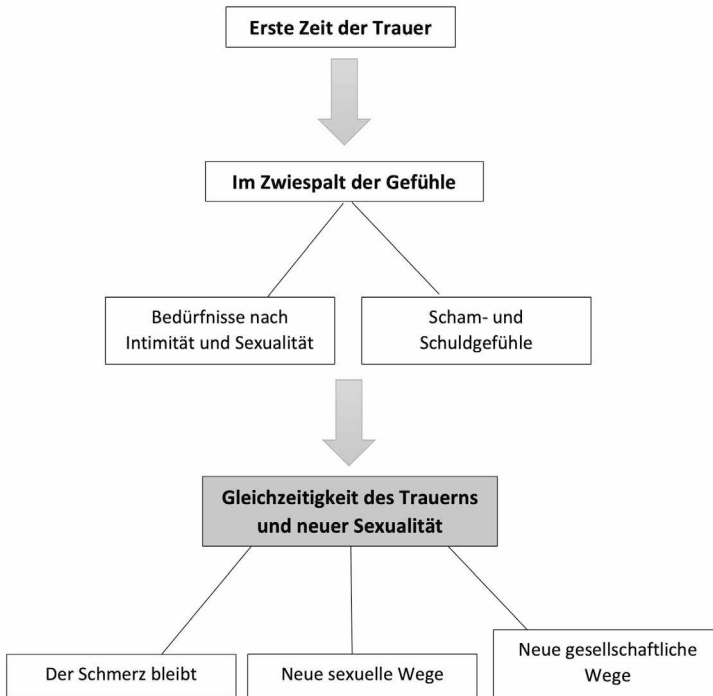 Erste Zeit der Trauer
Im Zwiespalt der Gefühle
Bedürfnisse nach
Intimität und Sexualität
Scham- und
Schuldgefühle
Gleichzeitigkeit des Trauerns
und neuer Sexualität
Der Schmerz bleibt
Neue sexuelle Wege
Neue gesellschaftliche
Wege